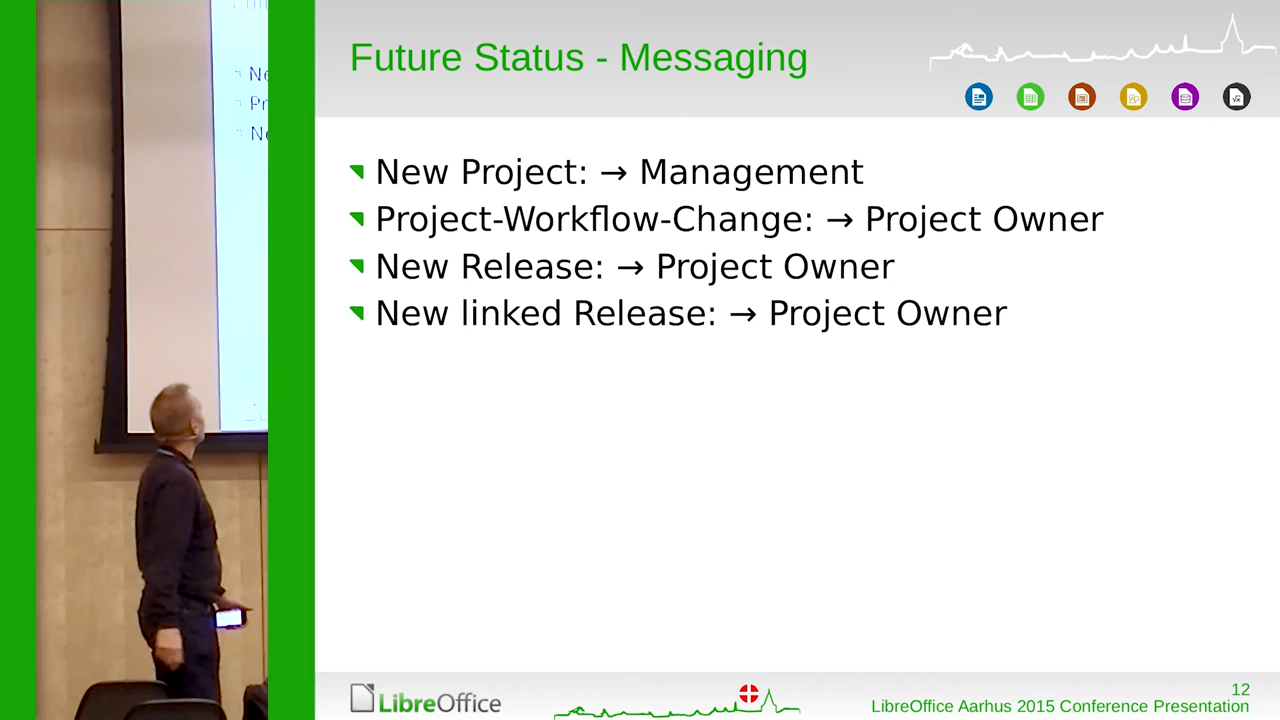 Future Status - Messaging
New Project: → Management
Project-Workflow-Change: → Project Owner
New Release: → Project Owner
New linked Release: → Project Owner
LibreOffice
12
LibreOffice Aarhus 2015 Conference Presentation